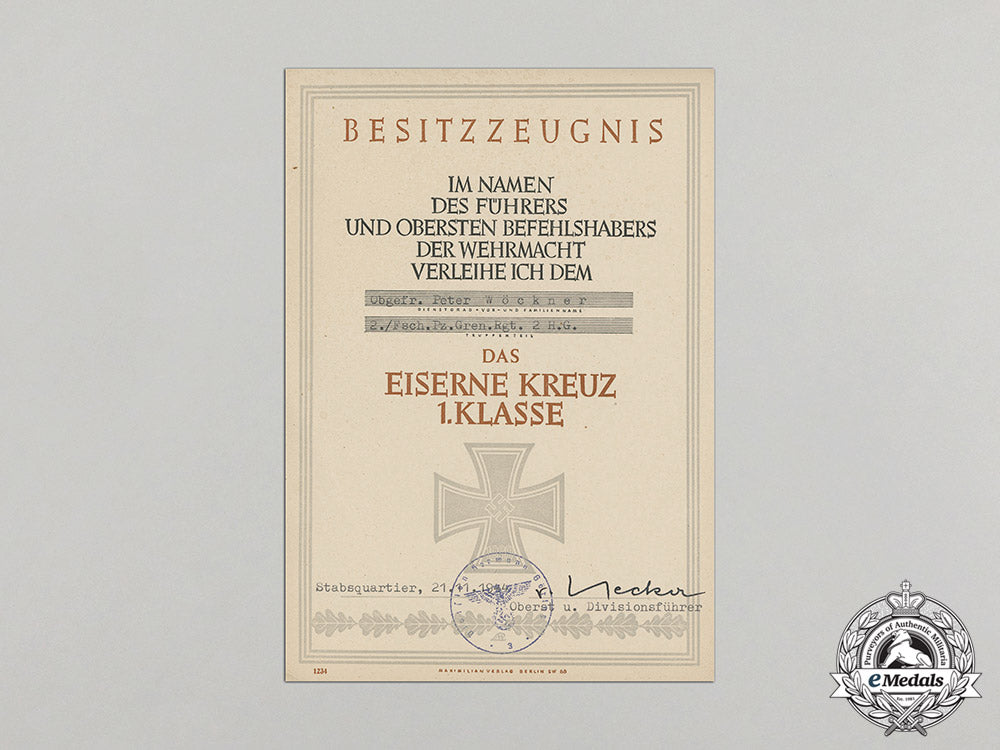 BESITZZEUGNIS
IM NAMEN
DES FÜHRERS
UND OBERSTEN BEFEHLSHABERS
DER WEHRMACHT
VERLEIHE ICH DEM
Obgefr. Peter Wöckner
DIENSTGRAD • VOR- UND FAMILIENNAME
2./Fsch.Pz.Gren.Rgt. 2 H.G.
TRUPPENTEIL
DAS
EISERNE KREUZ
1.KLASSE
Stabsquartier, 21.
Necker
Oberst u. Divisionsführer
3
1234
MAXIMILIAN VERLAG BERLIN SW 68
Purveyors of Authentic Militaria
eMedals